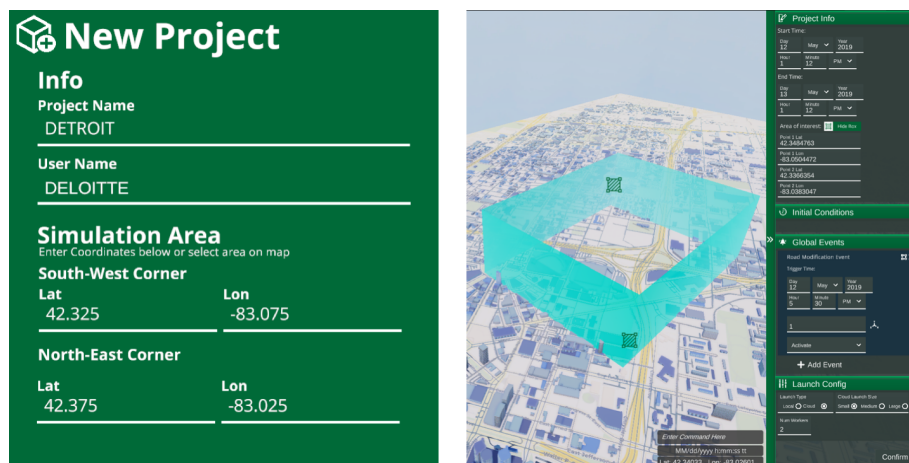 New Project
Info
Project Name
DETROIT
User Name
DELOITTE
Simulation Area
Enter Coordinates below or select area on map
South-West Corner
Lat Lon
42.325 -83.075
North-East Corner
Lat Lon
42.375 -83.025
Project Info
Start Time:
Day Year
12 May 2019
Hour Minute
1 12 PM
End Time:
Day Year
13 May 2019
Hour Minute
1 12 PM
Area of Interest: Hide Box
Point 1 Lat
42.3484763
Point 1 Lon
-83.0504472
Point 2 Lat
42.3366354
Point 2 Lon
-83.0383047
Initial Conditions
Global Events
Road Modification Event
Trigger Time:
Day Year
12 May 2019
Hour Minute
5 30 PM
1
Activate
+ Add Event
Launch Config
Launch Type Cloud Launch Size
Local Cloud Small Medium Large
Num Workers
2
Confirm
Enter Command Here
MM/dd/yyyy h:mm:ss tt